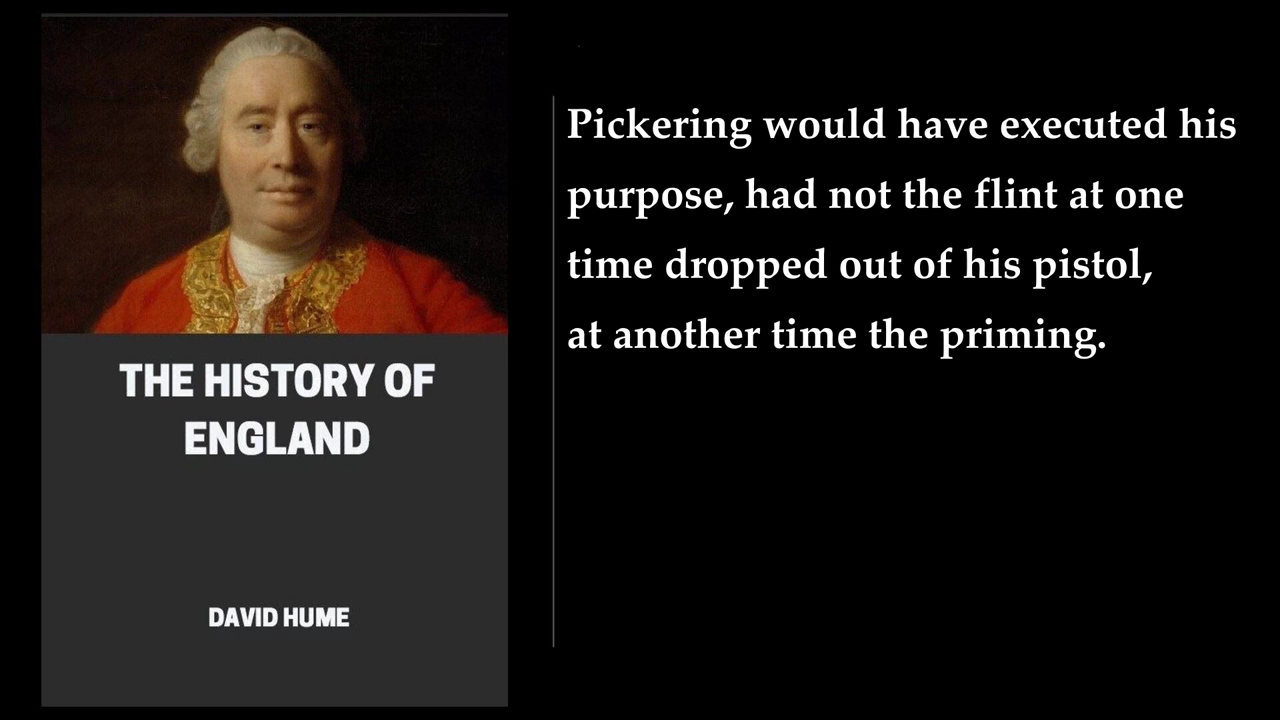 THE HISTORY OF
ENGLAND
DAVID HUME
Pickering would have executed his
purpose, had not the flint at one
time dropped out of his pistol,
at another time the priming.